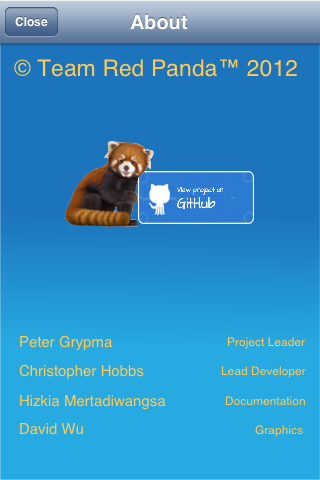 Close
About
© Team Red Panda™ 2012
View project on
GitHub
Peter Grypma Project Leader
Christopher Hobbs Lead Developer
Hizkia Mertadiwangsa Documentation
David Wu Graphics